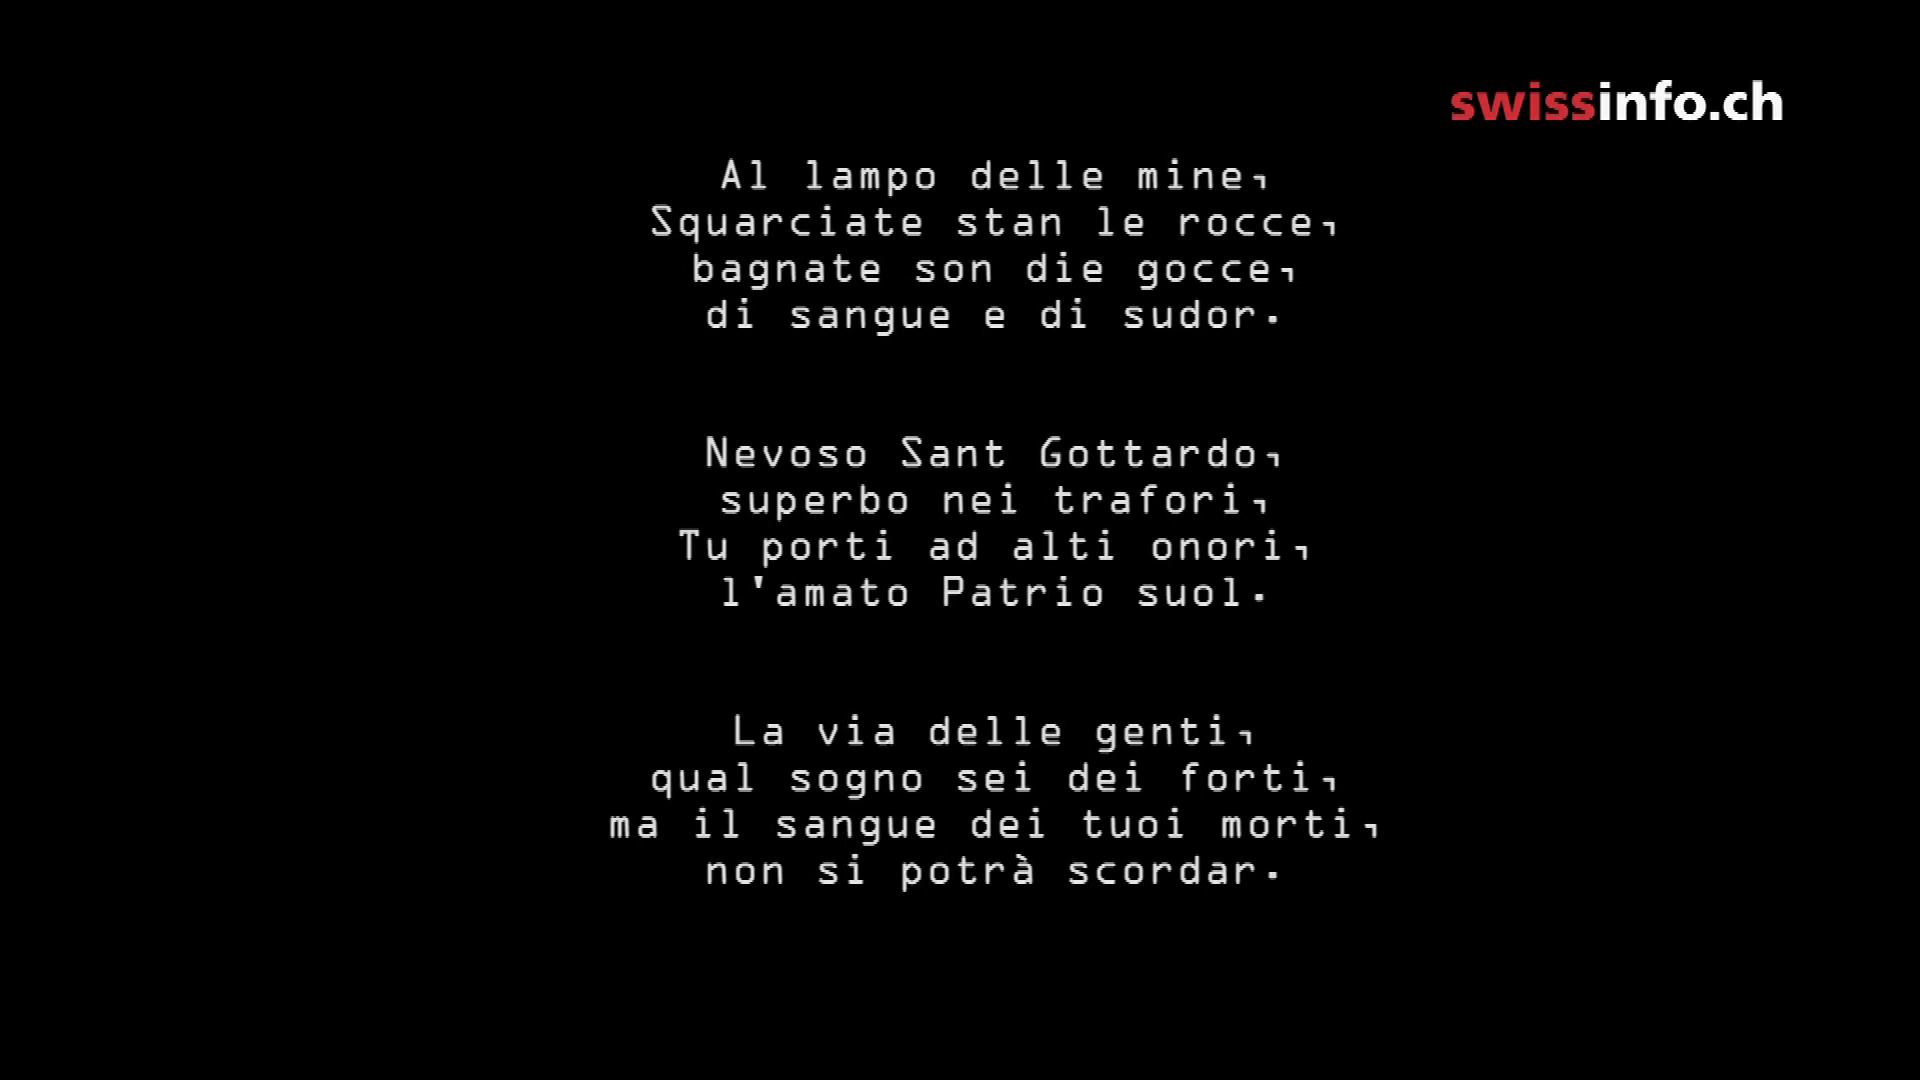 swissinfo.ch
Al lampo delle mine,
Squarciate stan le rocce,
bagnate son die gocce,
di sangue e di sudor.
Nevoso Sant Gottardo,
superbo nei trafori,
Tu porti ad alti onori,
l'amato Patrio suol.
La via delle genti,
qual sogno sei dei forti,
ma il sangue dei tuoi morti,
non si potrà scordar.